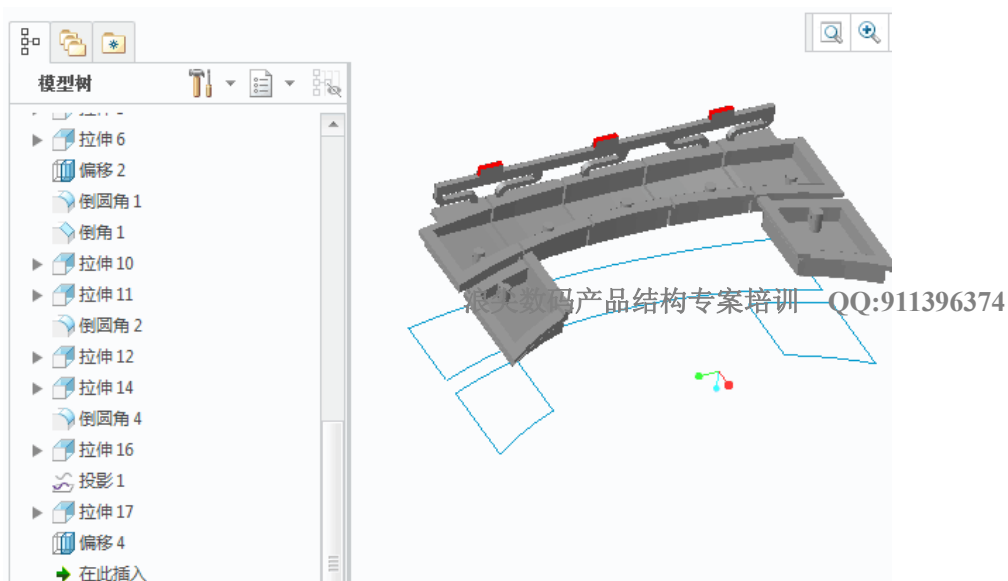 模型树
拉伸 6
偏移 2
倒圆角 1
倒角 1
拉伸 10
拉伸 11
倒圆角 2
拉伸 12
拉伸 14
倒圆角 4
拉伸 16
投影 1
拉伸 17
偏移 4
在此插入
数码产品结构专案培训 QQ:911396374